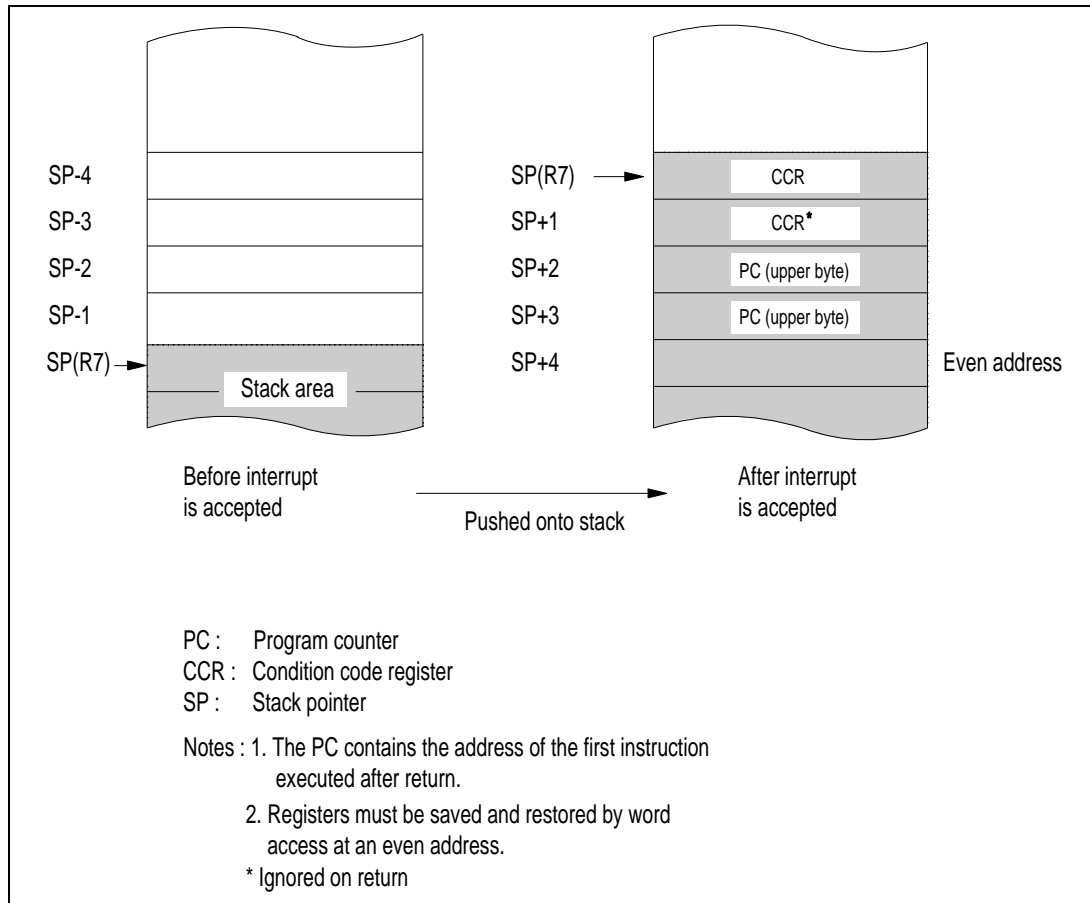 SP-4
SP-3
SP-2
SP-1
SP(R7)
Stack area
SP(R7)
SP+1
SP+2
SP+3
SP+4
CCR
CCR*
PC (upper byte)
PC (upper byte)
Even address
Before interrupt
is accepted
Pushed onto stack
After interrupt
is accepted
PC : Program counter
CCR : Condition code register
SP : Stack pointer
Notes : 1. The PC contains the address of the first instruction
executed after return.
2. Registers must be saved and restored by word
access at an even address.
* Ignored on return